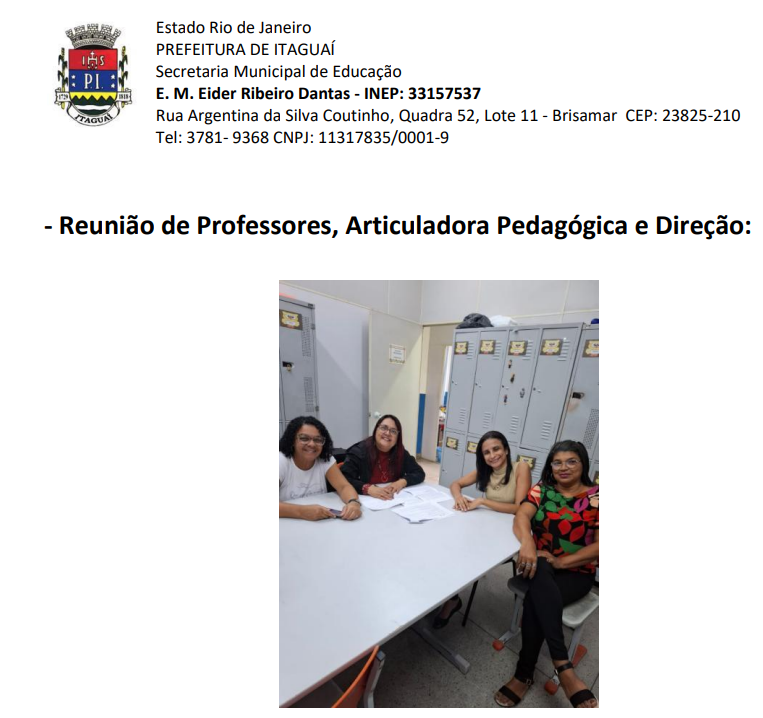 Estado Rio de Janeiro
PREFEITURA DE ITAGUAÍ
Secretaria Municipal de Educação
E. M. Eider Ribeiro Dantas - INEP: 33157537
Rua Argentina da Silva Coutinho, Quadra 52, Lote 11 - Brisamar CEP: 23825-210
Tel: 3781- 9368 CNPJ: 11317835/0001-9
IHS
P.I.
1729 1818
ITAGUAÍ
- Reunião de Professores, Articuladora Pedagógica e Direção: